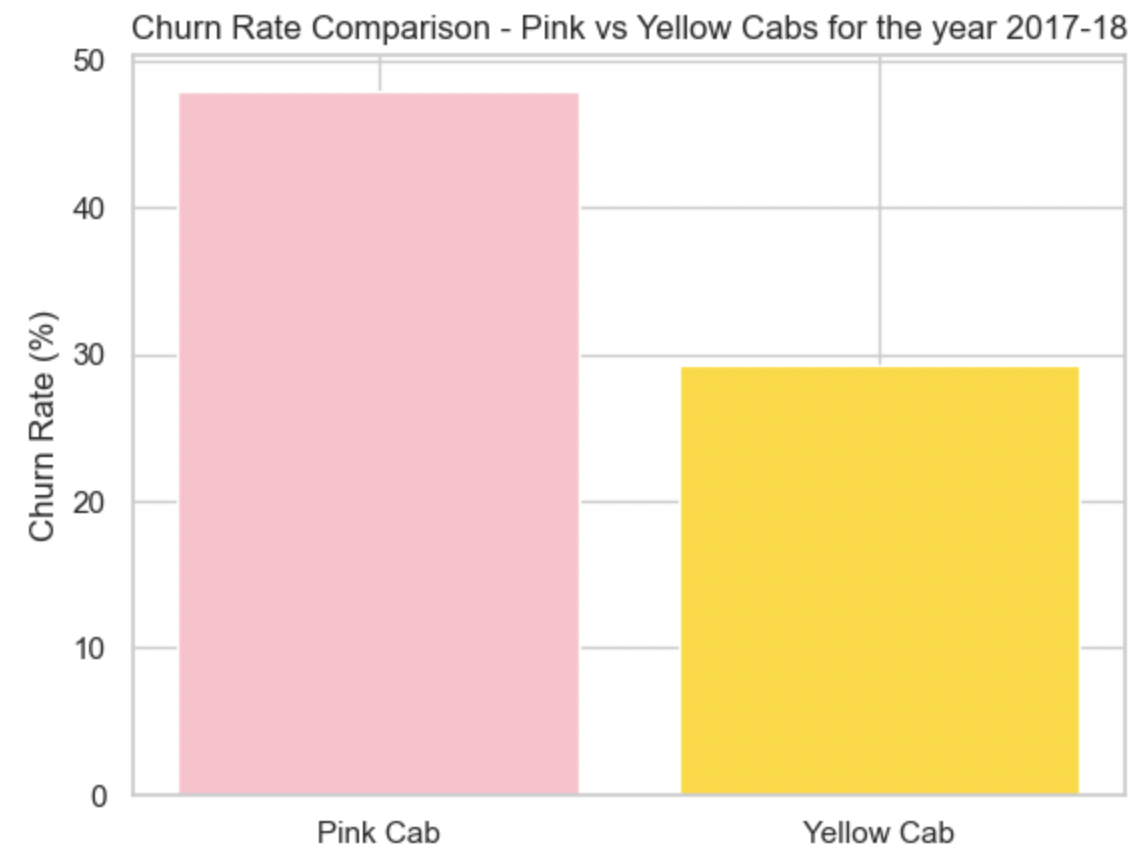 Churn Rate Comparison - Pink vs Yellow Cabs for the year 2017-18
50
40
30
20
10
0
Churn Rate (%)
Pink Cab
Yellow Cab